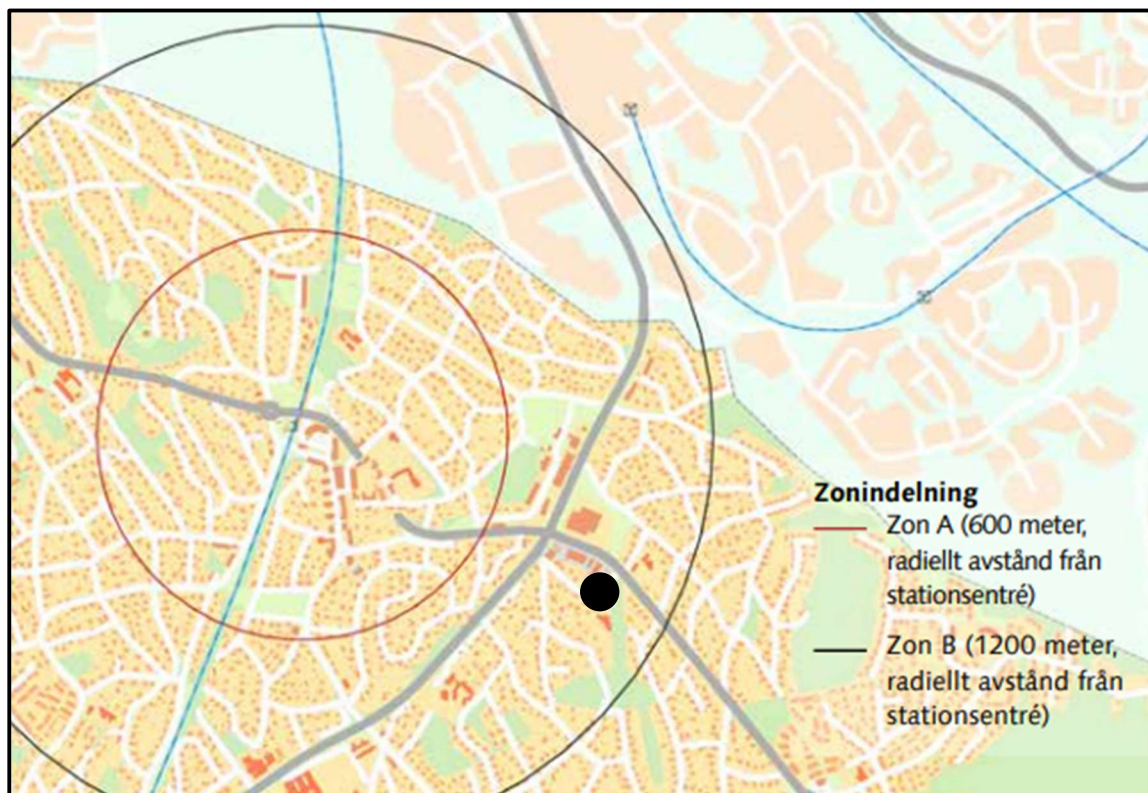 Zonindelning
Zon A (600 meter,
radiellt avstånd från
stationsentré)
Zon B (1200 meter,
radiellt avstånd från
stationsentré)